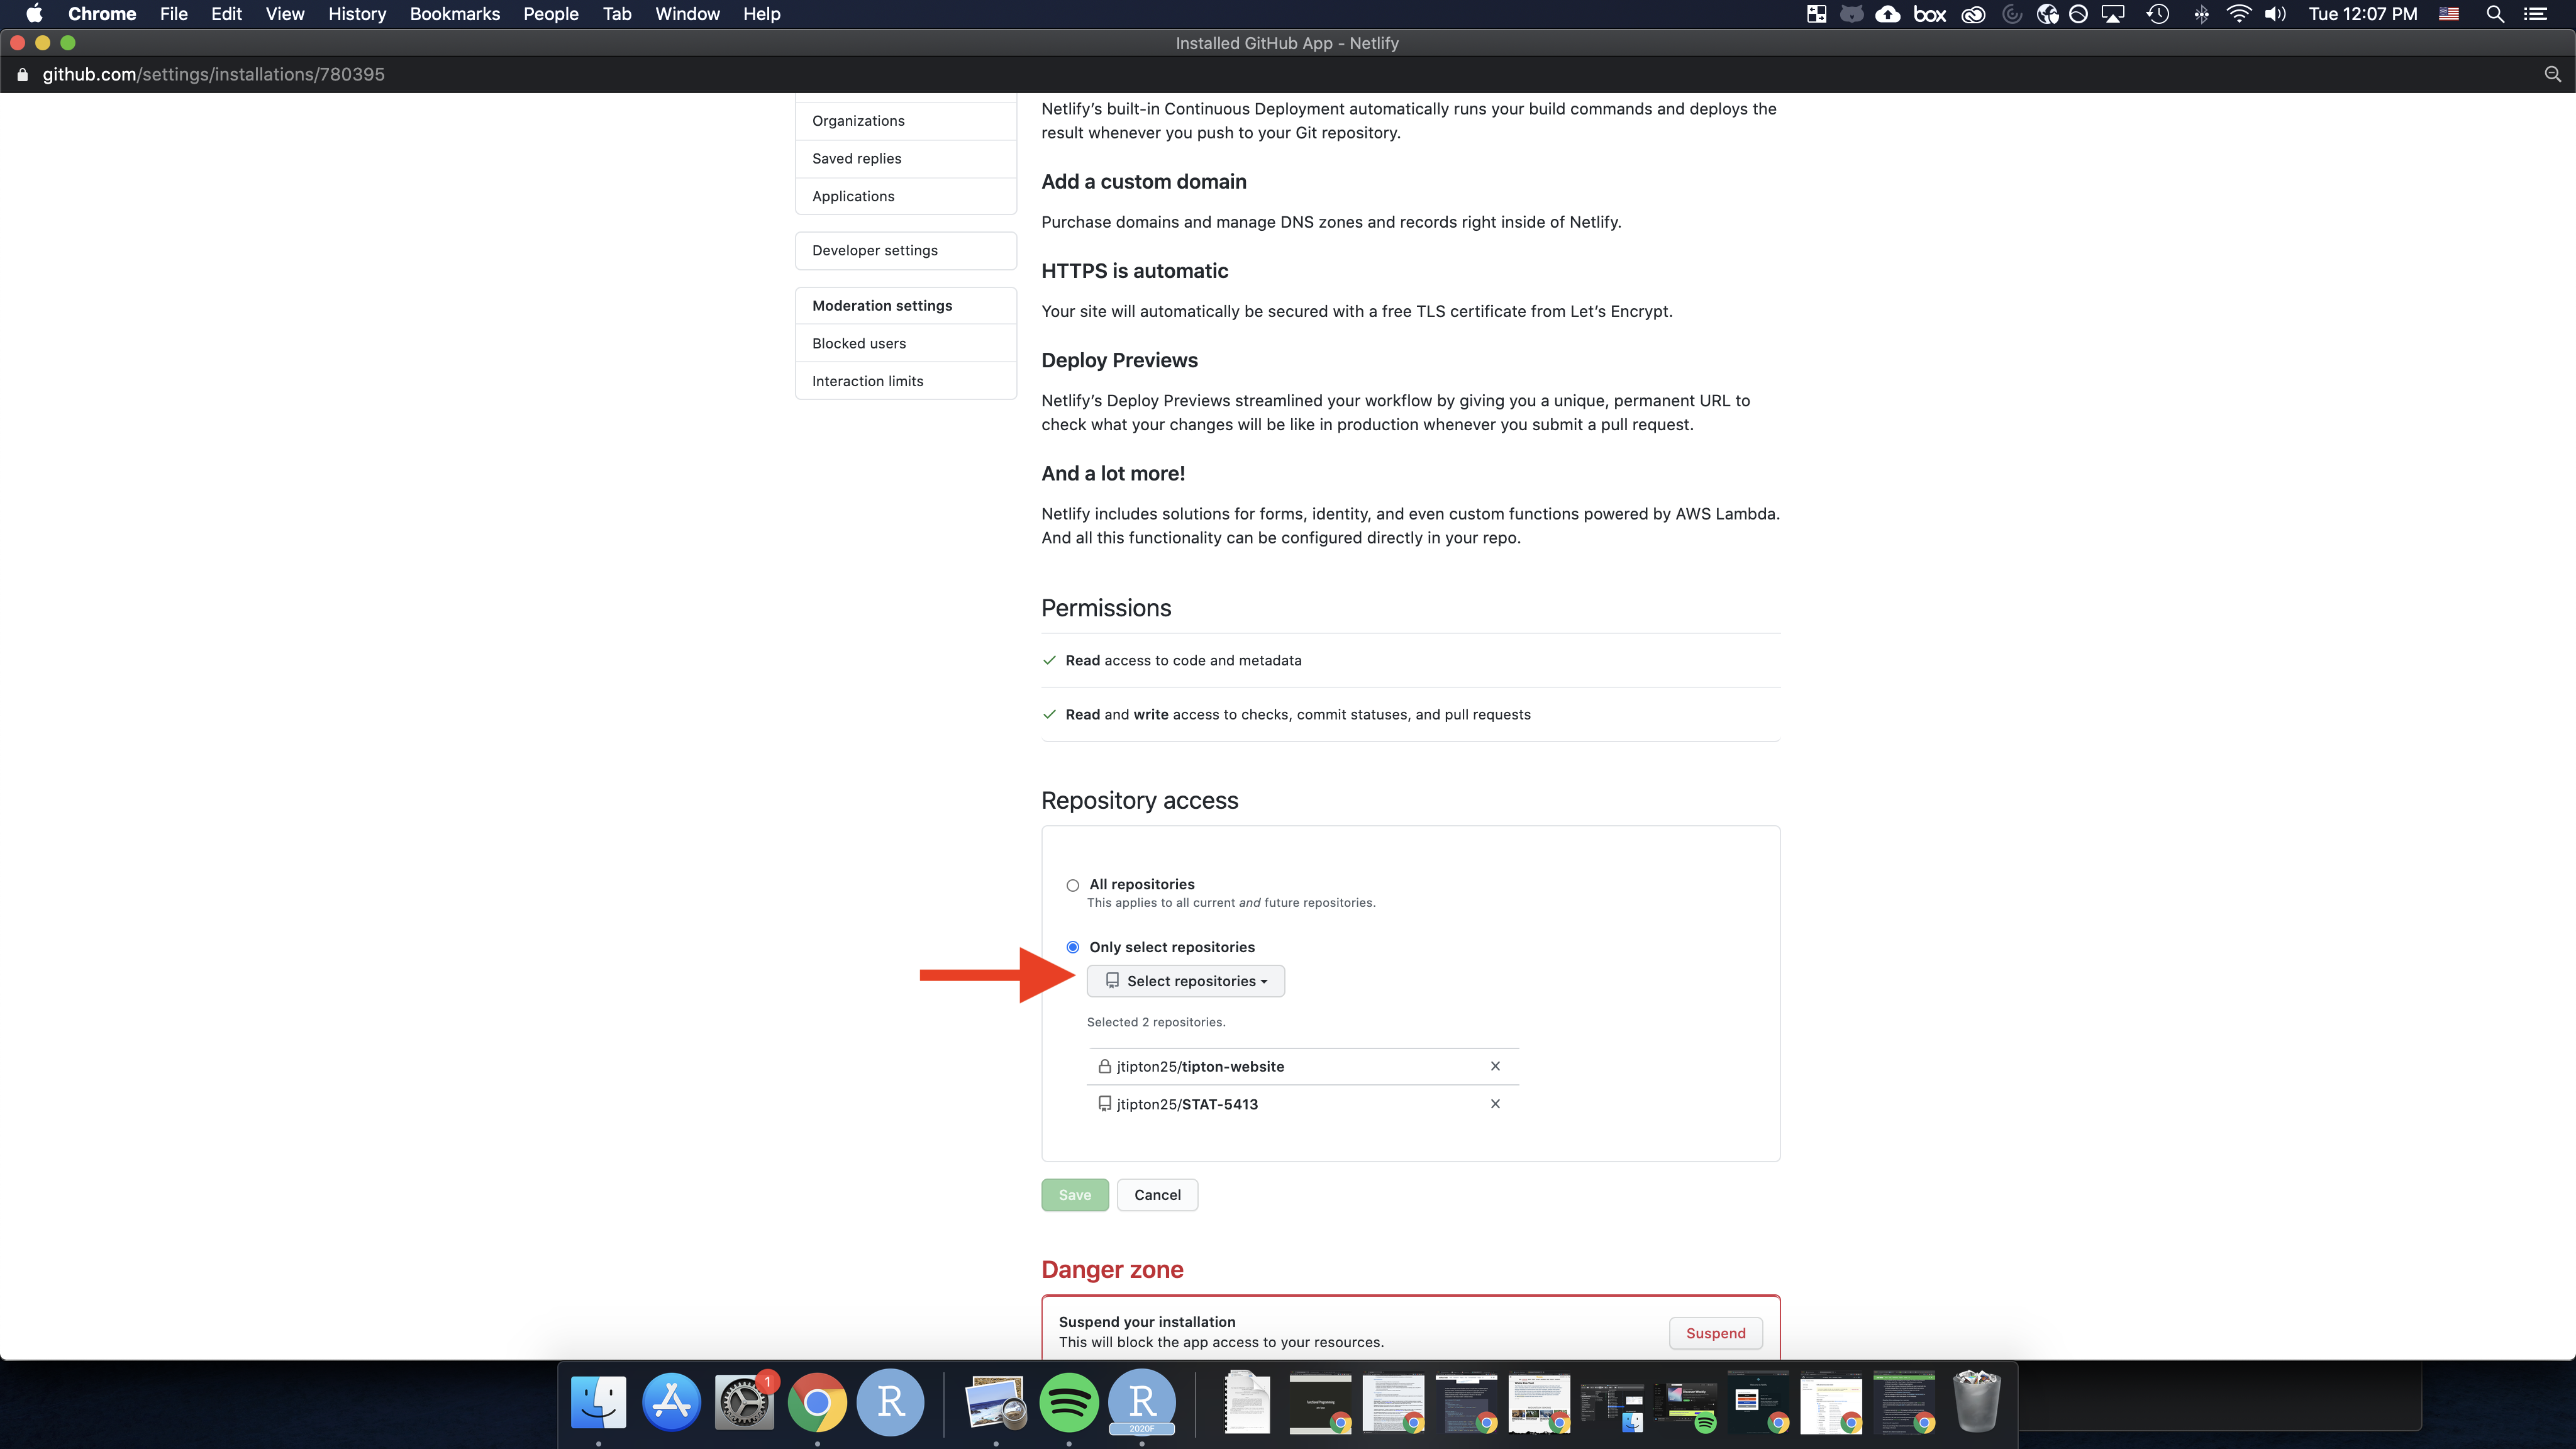 Chrome File Edit View History Bookmarks People Tab Window Help
box
Tue 12:07 PM
Installed GitHub App - Netlify
github.com/settings/installations/780395
Organizations
Saved replies
Applications
Developer settings
Moderation settings
Blocked users
Interaction limits
Netlify’s built-in Continuous Deployment automatically runs your build commands and deploys the
result whenever you push to your Git repository.
Add a custom domain
Purchase domains and manage DNS zones and records right inside of Netlify.
HTTPS is automatic
Your site will automatically be secured with a free TLS certificate from Let’s Encrypt.
Deploy Previews
Netlify’s Deploy Previews streamlined your workflow by giving you a unique, permanent URL to
check what your changes will be like in production whenever you submit a pull request.
And a lot more!
Netlify includes solutions for forms, identity, and even custom functions powered by AWS Lambda.
And all this functionality can be configured directly in your repo.
Permissions
Read access to code and metadata
Read and write access to checks, commit statuses, and pull requests
Repository access
All repositories
This applies to all current and future repositories.
Only select repositories
Select repositories
Selected 2 repositories.
jtipton25/tipton-website
jtipton25/STAT-5413
Save Cancel
Danger zone
Suspend your installation
This will block the app access to your resources.
Suspend
1
R
R
2020F